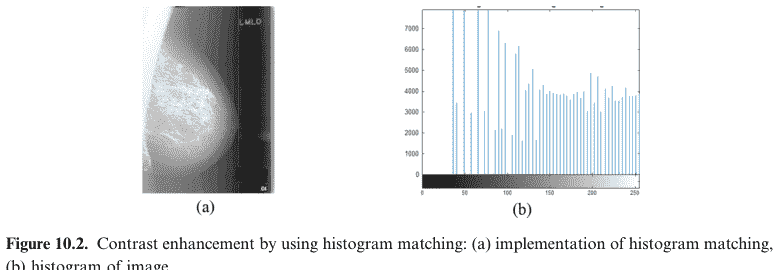 LMLO
7000
6000
5000
4000
3000
2000
1000
0
0 50 100 150 200 250
(a)
(b)
Figure 10.2. Contrast enhancement by using histogram matching: (a) implementation of histogram matching,
(b) histogram of image